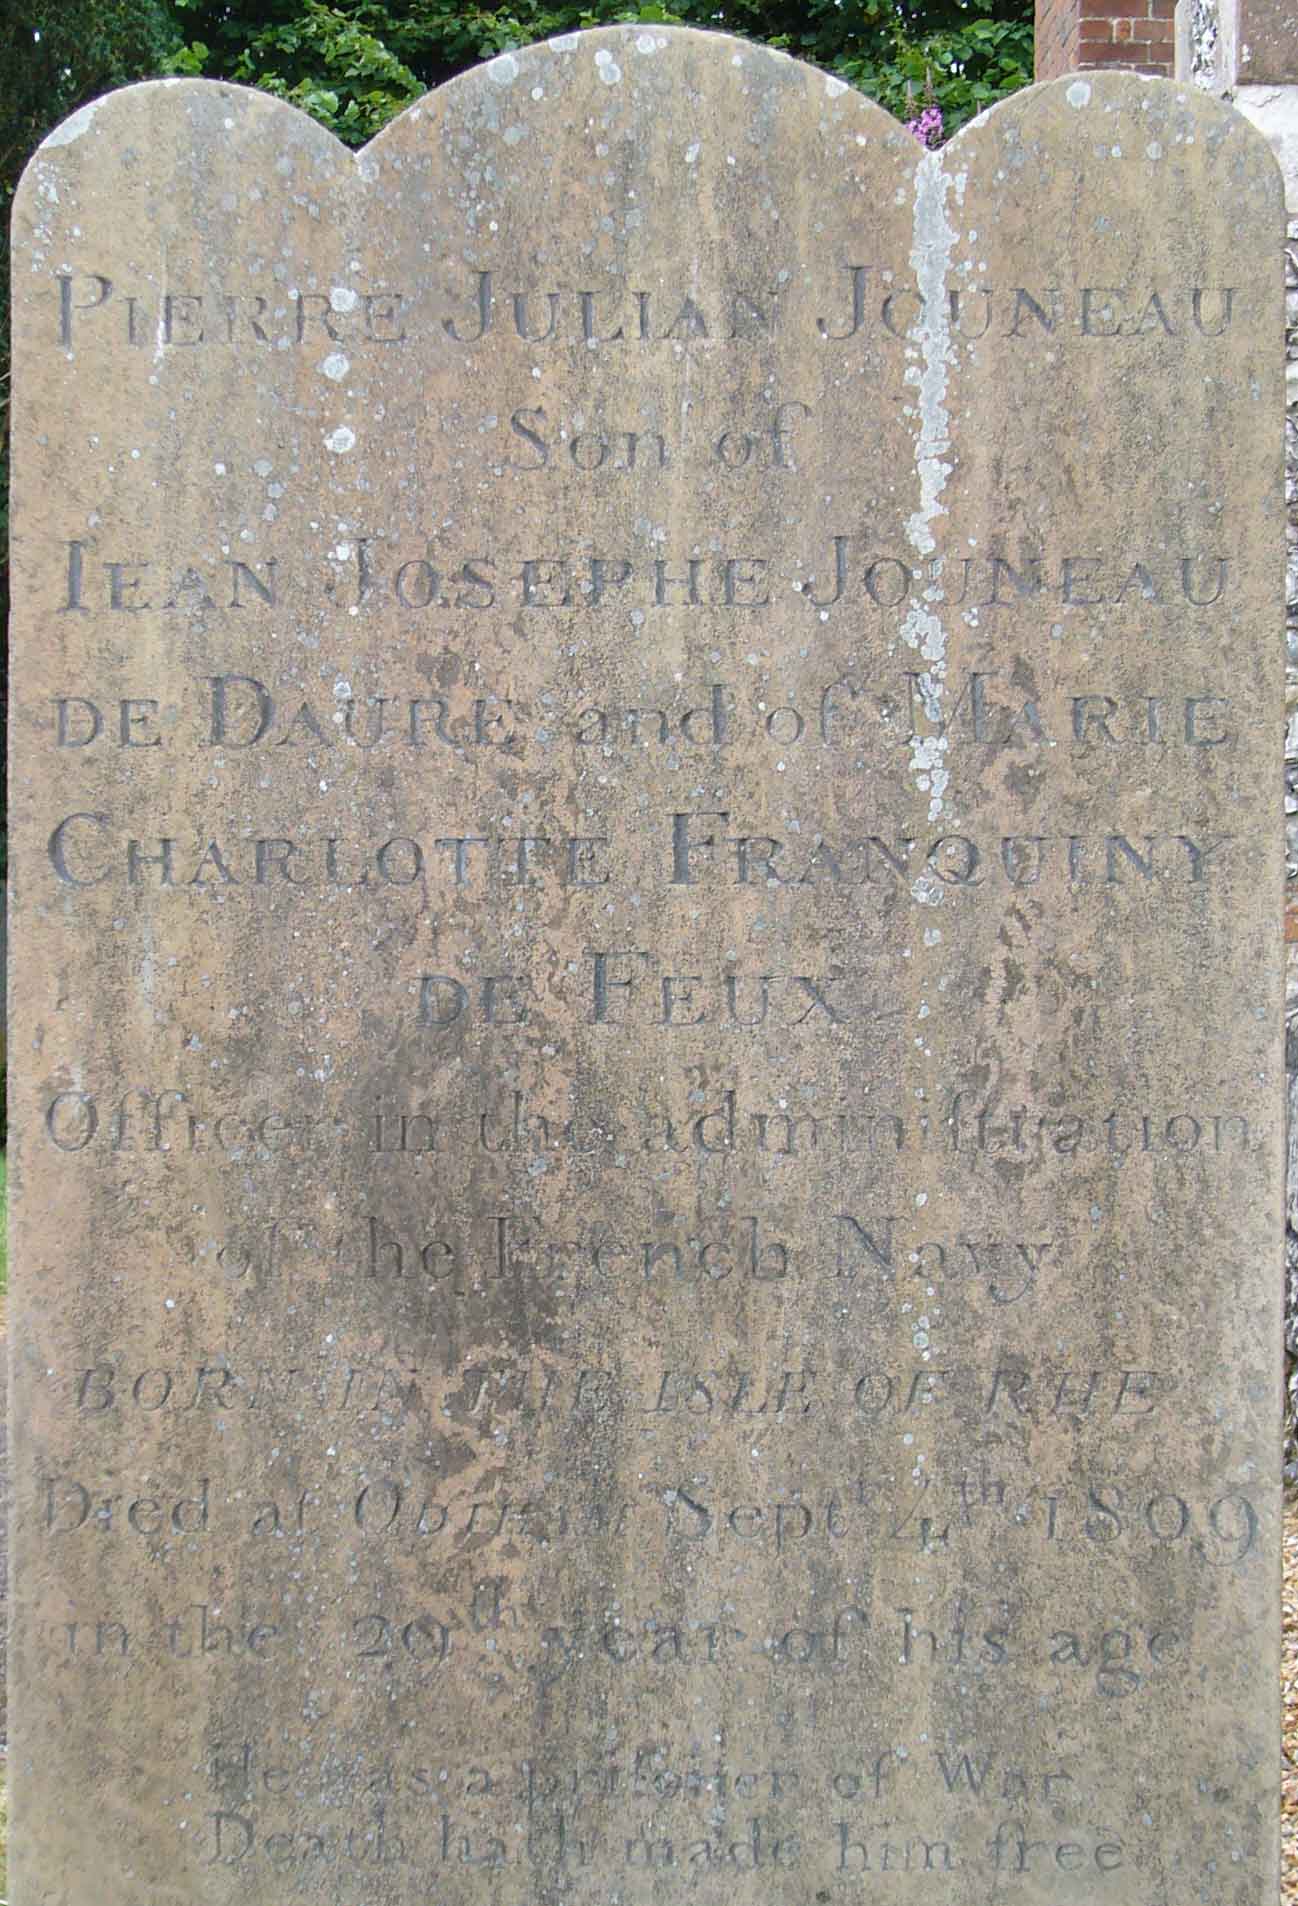 PIERRE JULIAN JOUNEAU
Son of
IEAN JOSEPHE JOUNEAU
DE DAURE and of MARIE
CHARLOTTE FRANQUINY
DE FEUX
Officer in the adminiſtration
of the French Navy
BORN IN THE ISLE OF RHE
Died at Odiham Septr 4th 1809
in the 29th year of his age
He was a priſoner of War
Death hath made him free